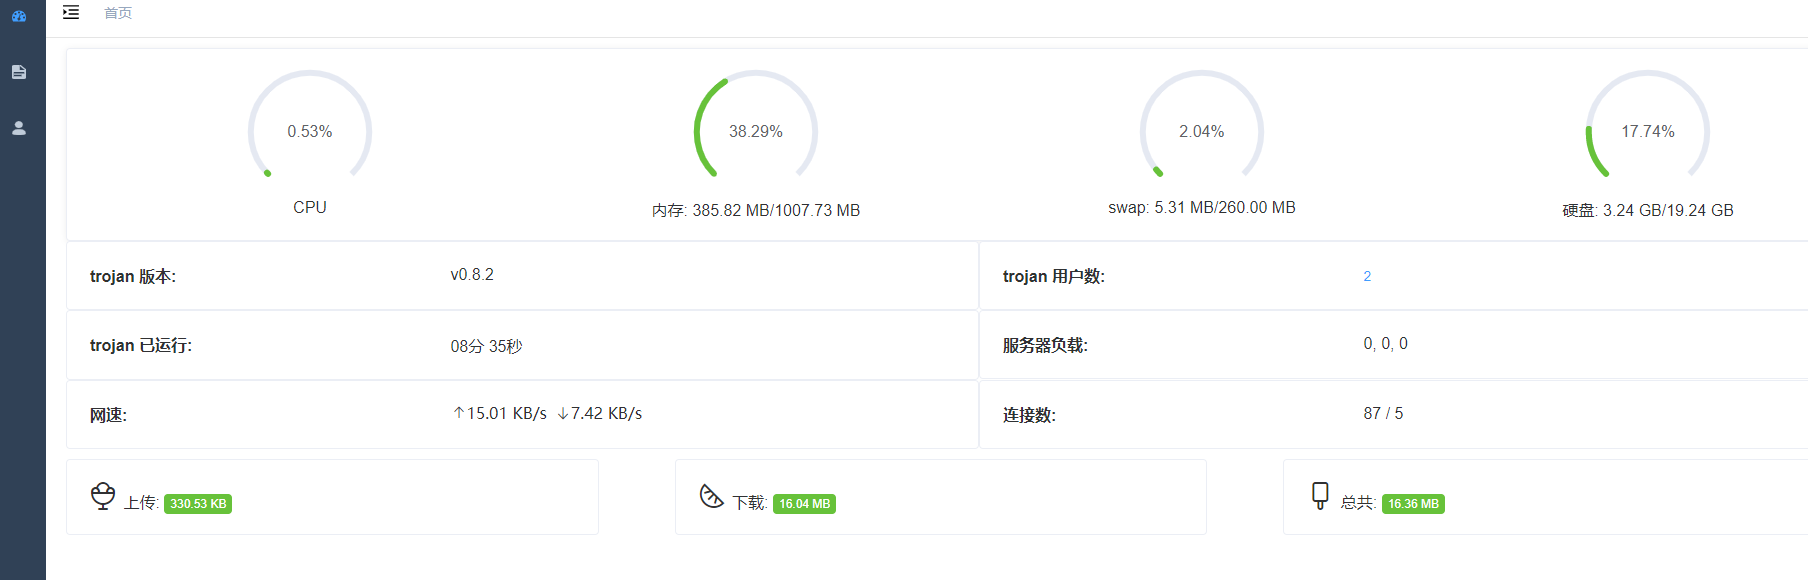 首页
0.53%
38.29%
2.04%
17.74%
CPU
内存: 385.82 MB/1007.73 MB
swap: 5.31 MB/260.00 MB
硬盘: 3.24 GB/19.24 GB
trojan 版本:
v0.8.2
trojan 用户数:
2
trojan 已运行:
08分 35秒
服务器负载:
0, 0, 0
网速:
↑15.01 KB/s ↓7.42 KB/s
连接数:
87 / 5
上传: 330.53 KB
下载: 16.04 MB
总共: 16.36 MB